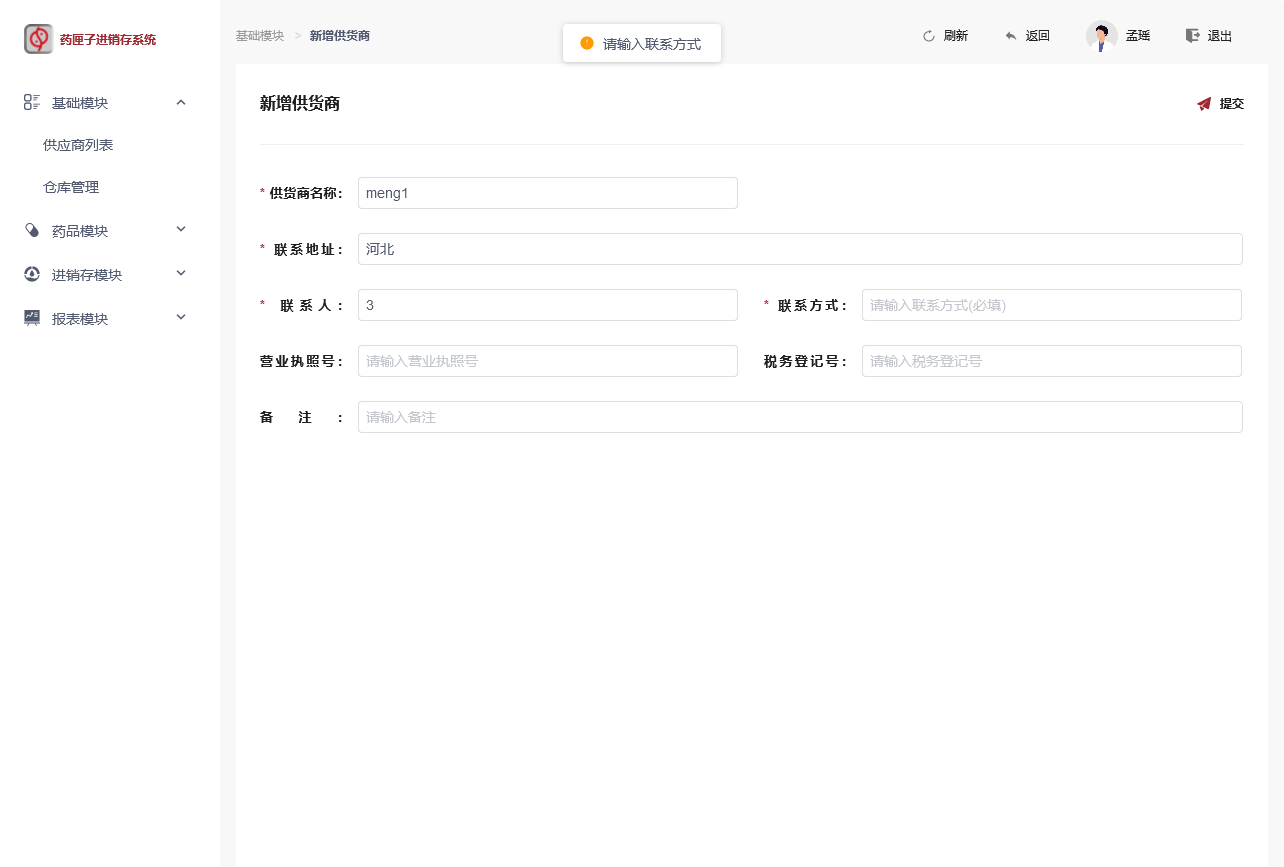 药匣子进销存系统
基础模块
供应商列表
仓库管理
药品模块
进销存模块
报表模块
基础模块 > 新增供货商
请输入联系方式
刷新 返回 孟瑶 退出
新增供货商 提交
* 供货商名称: meng1
* 联系地址: 河北
* 联系人: 3 * 联系方式: 请输入联系方式(必填)
营业执照号: 请输入营业执照号 税务登记号: 请输入税务登记号
备注: 请输入备注